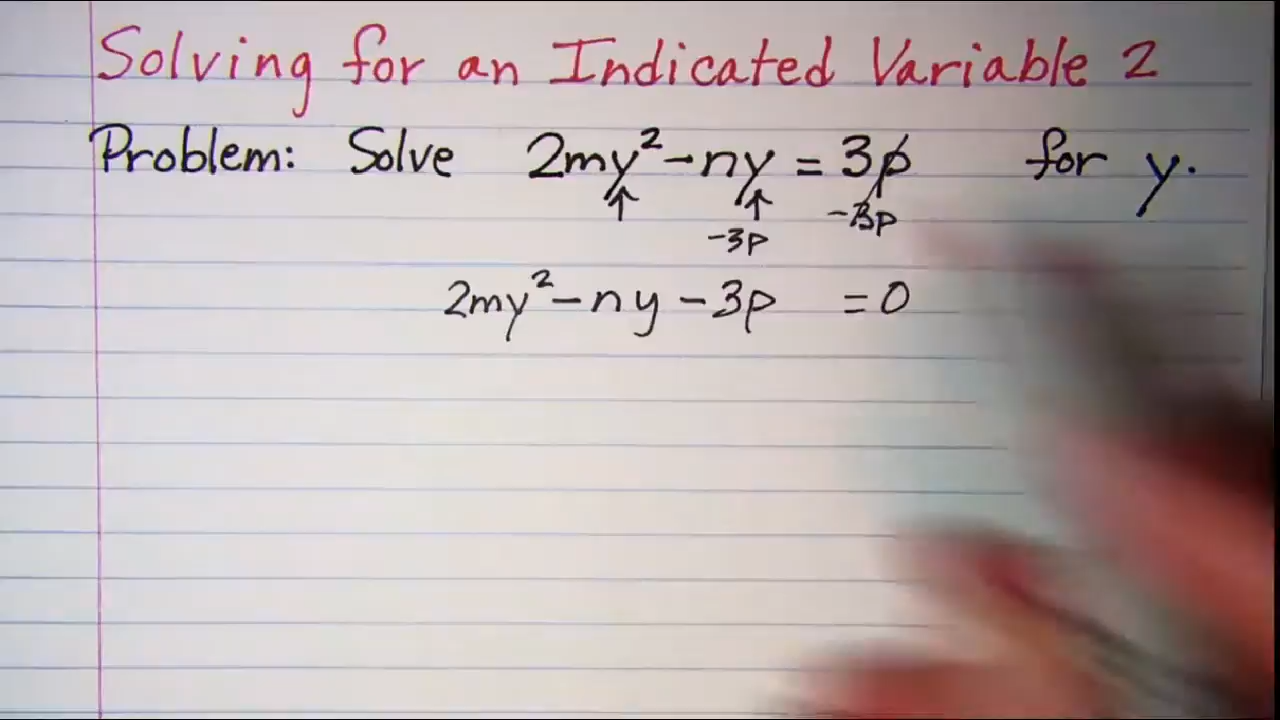 Solving for an Indicated Variable 2
Problem: Solve 2my²-ny = 3p for y.
↑ ↑ -3p
-3p
2my²-ny-3p =0